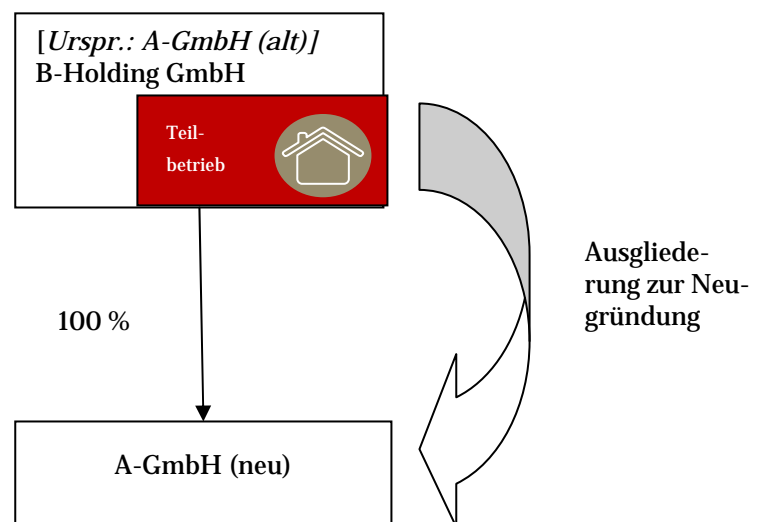 [Urspr.: A-GmbH (alt)]
B-Holding GmbH
Teil-
betrieb
Ausgliede-
rung zur Neu-
gründung
100 %
A-GmbH (neu)